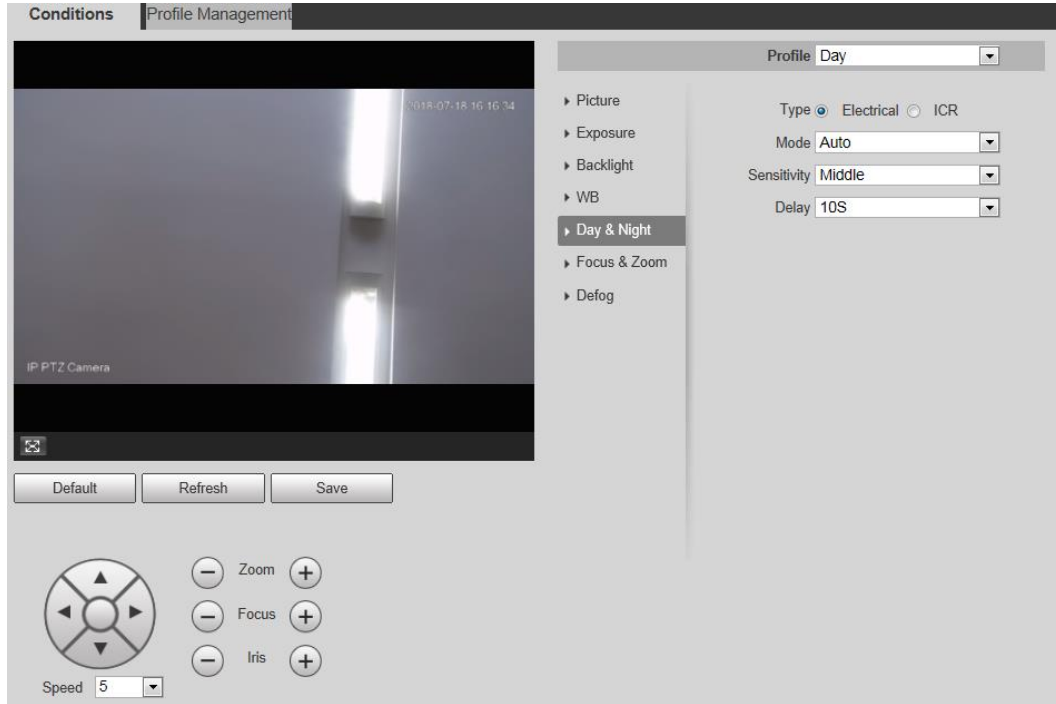 Conditions Profile Management
Profile Day
2018-07-18 16 16 34
IP PTZ Camera
Picture
Exposure
Backlight
WB
Day & Night
Focus & Zoom
Defog
Type Electrical ICR
Mode Auto
Sensitivity Middle
Delay 10S
Default Refresh Save
Zoom
Focus
Iris
Speed 5